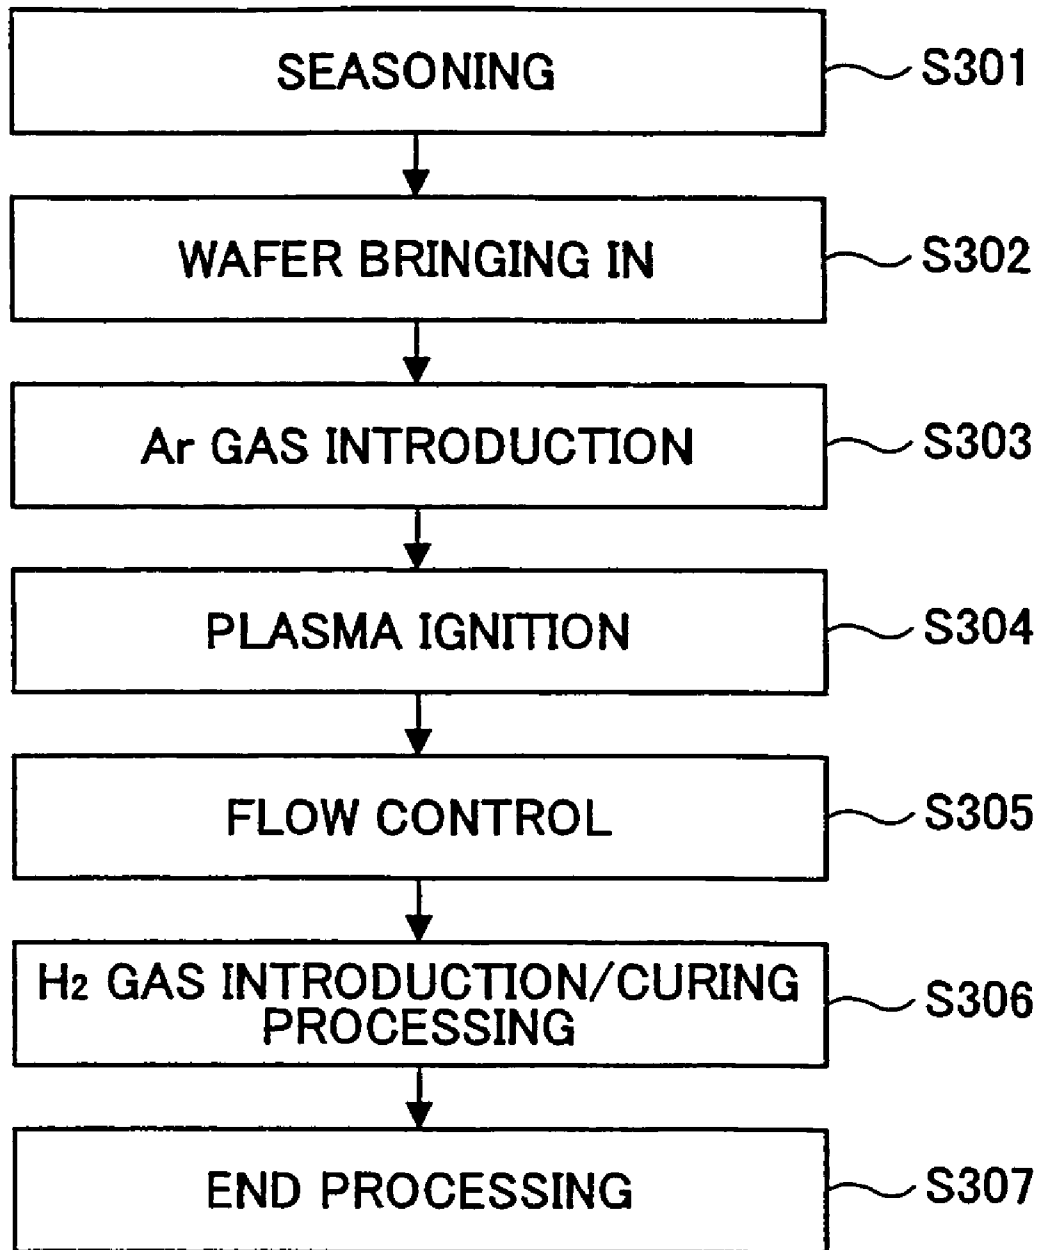 SEASONING
S301
WAFER BRINGING IN
S302
Ar GAS INTRODUCTION
S303
PLASMA IGNITION
S304
FLOW CONTROL
S305
H2 GAS INTRODUCTION/CURING
PROCESSING
S306
END PROCESSING
S307